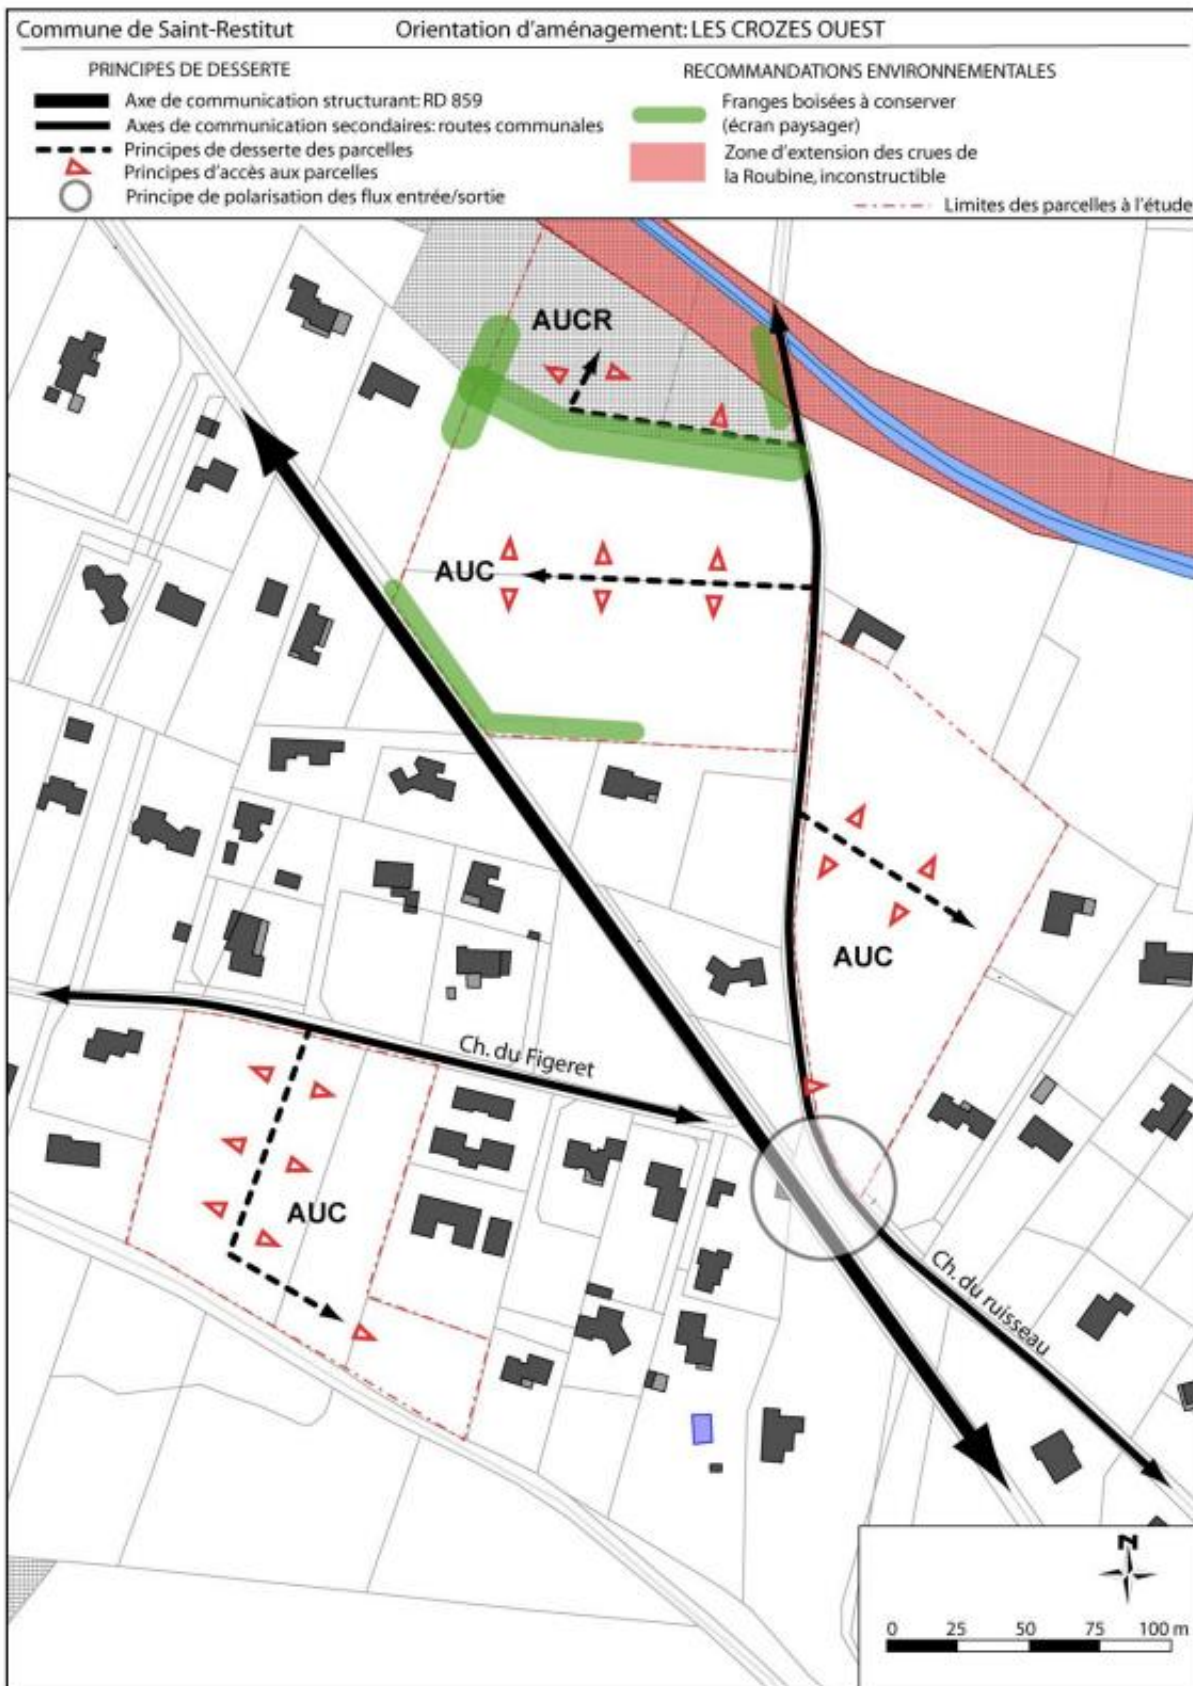 Commune de Saint-Restitut
Orientation d'aménagement: LES CROZES OUEST
PRINCIPES DE DESSERTE
Axe de communication structurant: RD 859
Axes de communication secondaires: routes communales
Principes de desserte des parcelles
Principes d'accès aux parcelles
Principe de polarisation des flux entrée/sortie
RECOMMANDATIONS ENVIRONNEMENTALES
Franges boisées à conserver
(écran paysager)
Zone d'extension des crues de
la Roubine, inconstructible
Limites des parcelles à l'étude
AUCR
AUC
AUC
Ch. du Figeret
AUC
Ch. du ruisseau
N
0 25 50 75 100 m